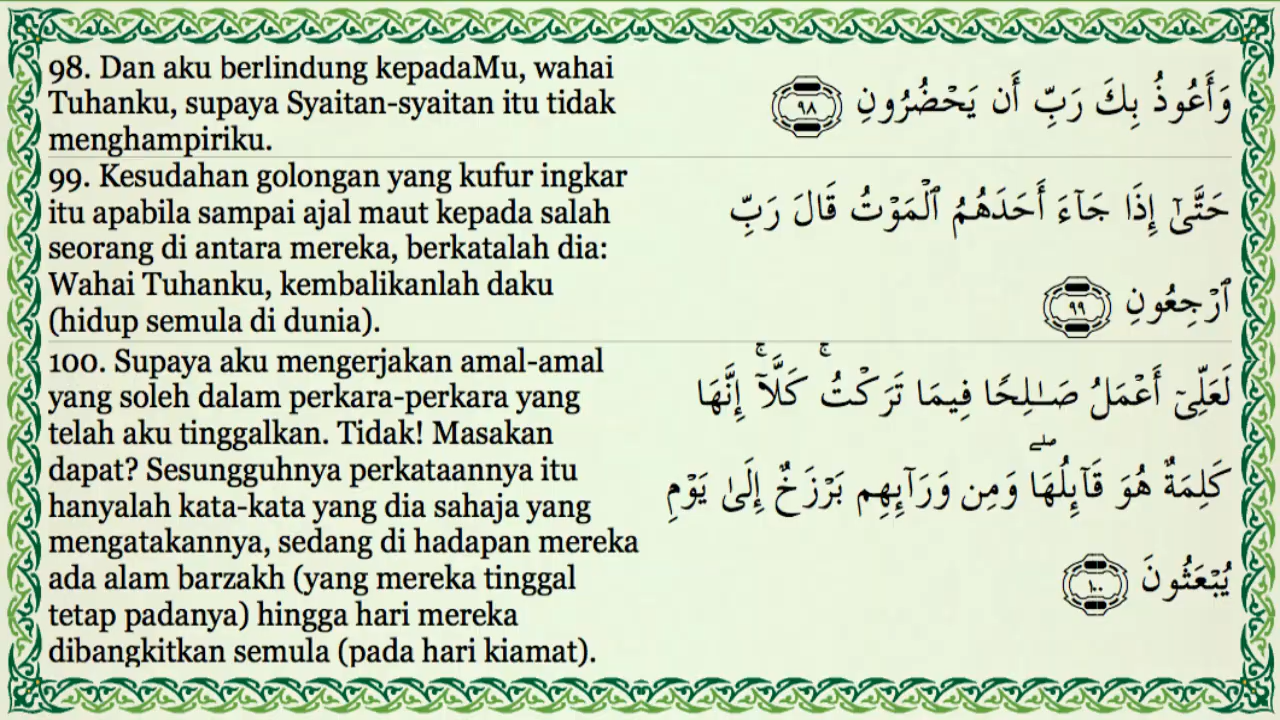 98. Dan aku berlindung kepadaMu, wahai
Tuhanku, supaya Syaitan-syaitan itu tidak
menghampiriku.
وَأَعُوذُ بِكَ رَبِّ أَن يَحْضُرُونِ ٩٨
99. Kesudahan golongan yang kufur ingkar
itu apabila sampai ajal maut kepada salah
seorang di antara mereka, berkatalah dia:
Wahai Tuhanku, kembalikanlah daku
(hidup semula di dunia).
حَتَّىٰٓ إِذَا جَآءَ أَحَدَهُمُ ٱلْمَوْتُ قَالَ رَبِّ
ٱرْجِعُونِ ٩٩
100. Supaya aku mengerjakan amal-amal
yang soleh dalam perkara-perkara yang
telah aku tinggalkan. Tidak! Masakan
dapat? Sesungguhnya perkataannya itu
hanyalah kata-kata yang dia sahaja yang
mengatakannya, sedang di hadapan mereka
ada alam barzakh (yang mereka tinggal
tetap padanya) hingga hari mereka
dibangkitkan semula (pada hari kiamat).
لَعَلِّىٓ أَعْمَلُ صَـٰلِحًا فِيمَا تَرَكْتُ ۚ كَلَّآ ۚ إِنَّهَا
كَلِمَةٌ هُوَ قَآئِلُهَا ۖ وَمِن وَرَآئِهِم بَرْزَخٌ إِلَىٰ يَوْمِ
يُبْعَثُونَ ١٠٠